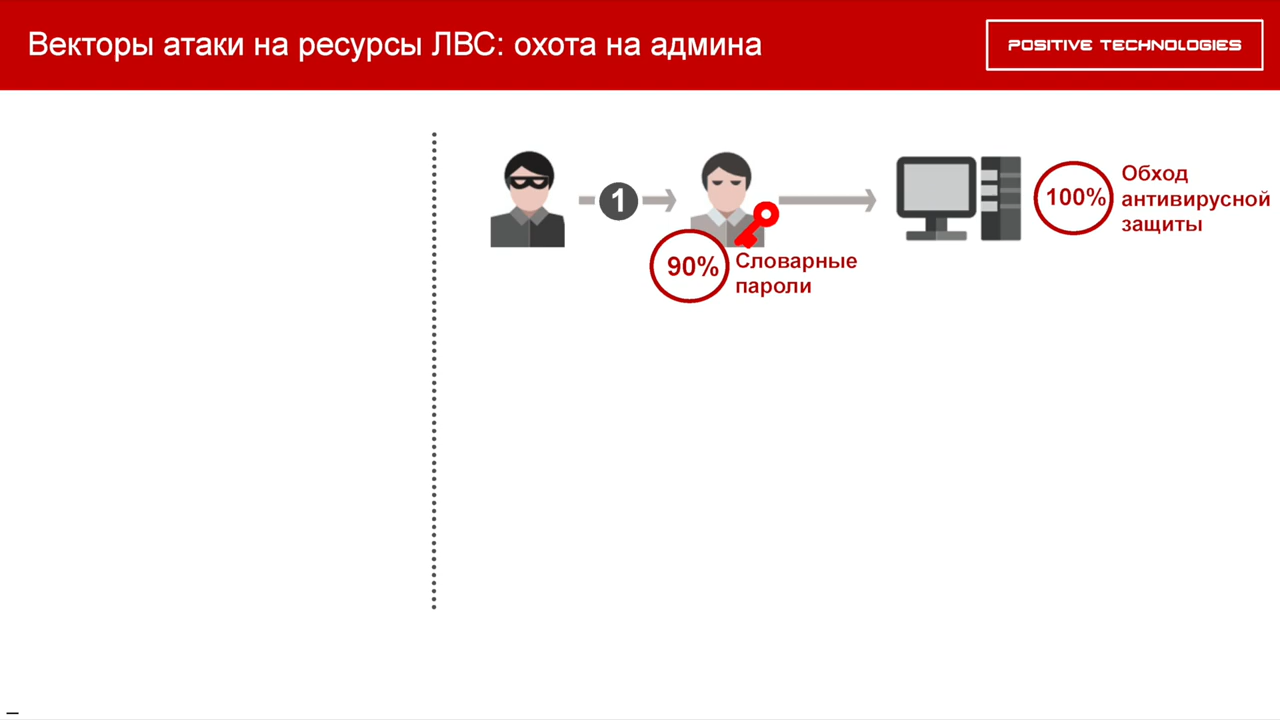 Векторы атаки на ресурсы ЛВС: охота на админа
POSITIVE TECHNOLOGIES
1
90%
Словарные
пароли
100%
Обход
антивирусной
защиты